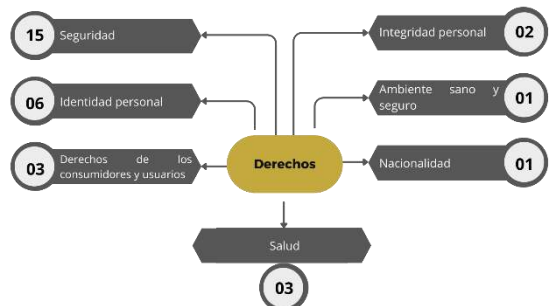 15
Seguridad
Integridad personal
02
06
Identidad personal
Ambiente sano y
seguro
01
03
Derechos de los
consumidores y usuarios
Derechos
Nacionalidad
01
Salud
03